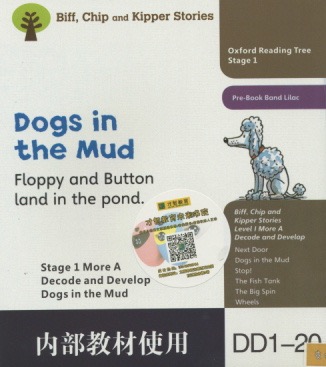 Biff, Chip and Kipper Stories
Oxford Reading Tree
Stage 1
Pre-Book Band Lilac
Dogs in
the Mud
Floppy and Button
land in the pond.
Biff, Chip and
Kipper Stories
Level 1 More A
Decode and Develop
Next Door
Dogs in the Mud
Stop!
The Fish Tank
The Big Spin
Wheels
Stage 1 More A
Decode and Develop
Dogs in the Mud
内部教材使用
DD1-20